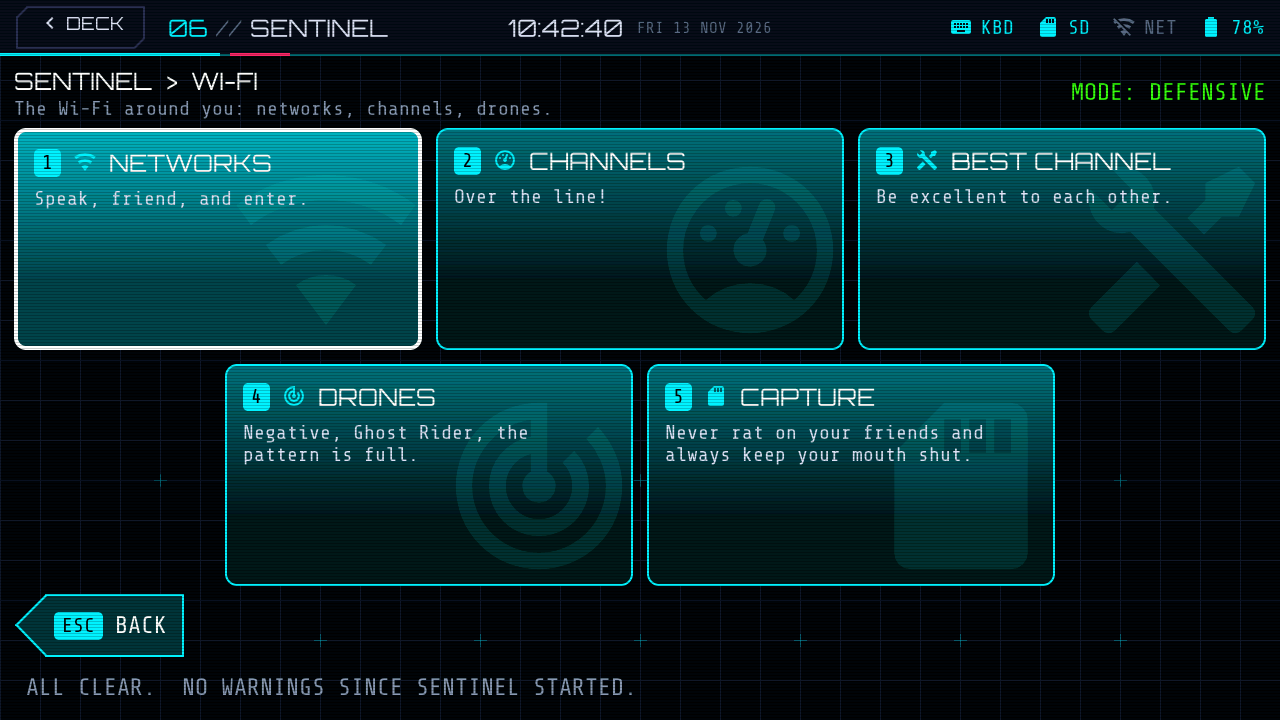 DECK
06 // SENTINEL
10:42:40
FRI 13 NOV 2026
KBD
SD
NET
78%
SENTINEL > WI-FI
The Wi-Fi around you: networks, channels, drones.
MODE: DEFENSIVE
1 NETWORKS
Speak, friend, and enter.
2 CHANNELS
Over the line!
3 BEST CHANNEL
Be excellent to each other.
4 DRONES
Negative, Ghost Rider, the
pattern is full.
5 CAPTURE
Never rat on your friends and
always keep your mouth shut.
ESC BACK
ALL CLEAR. NO WARNINGS SINCE SENTINEL STARTED.